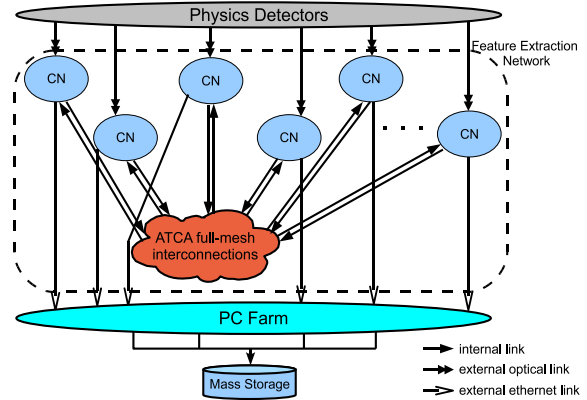 Physics Detectors
Feature Extraction
Network
CN
CN
CN
CN
CN
CN
. . .
ATCA full-mesh
interconnections
PC Farm
Mass Storage
internal link
external optical link
external ethernet link